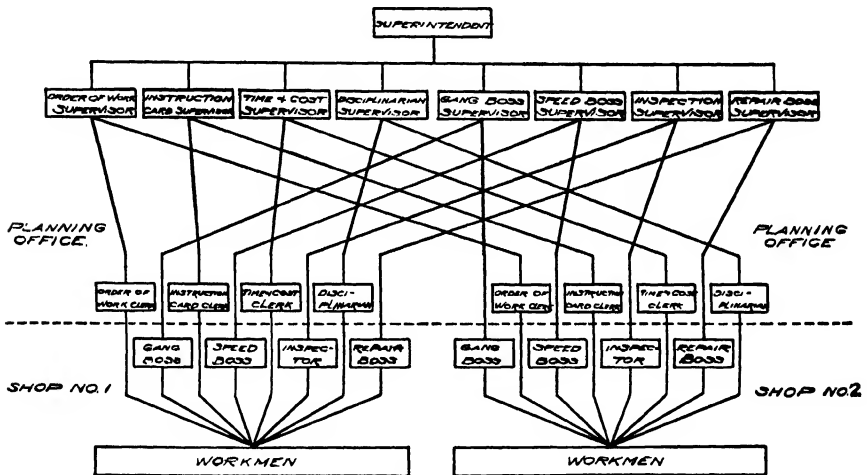 SUPERINTENDENT
ORDER OF WORK
SUPERVISOR
INSTRUCTION
CARD SUPERVISOR
TIME & COST
SUPERVISOR
DISCIPLINARIAN
SUPERVISOR
GANG BOSS
SUPERVISOR
SPEED BOSS
SUPERVISOR
INSPECTION
SUPERVISOR
REPAIR BOSS
SUPERVISOR
PLANNING
OFFICE.
PLANNING
OFFICE
ORDER OF
WORK CLERK
INSTRUCTION
CARD CLERK
TIME & COST
CLERK
DISCI-
PLINARIAN
ORDER OF
WORK CLERK
INSTRUCTION
CARD CLERK
TIME & COST
CLERK
DISCI-
PLINARIAN
GANG
BOSS
SPEED
BOSS
INSPEC-
TOR
REPAIR
BOSS
GANG
BOSS
SPEED
BOSS
INSPEC-
TOR
REPAIR
BOSS
SHOP NO. 1
SHOP NO. 2
WORKMEN
WORKMEN